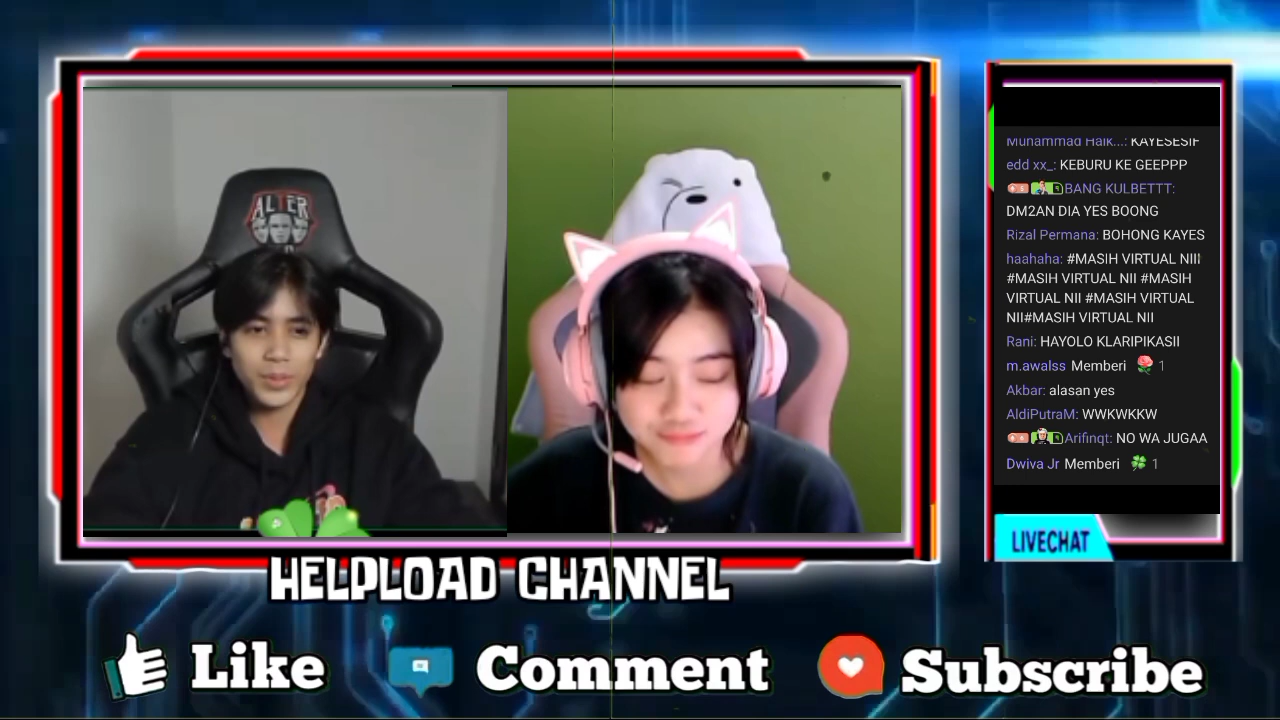 ALTER
Muhammad Haik...: KAYESESIF
edd xx_: KEBURU KE GEEPPP
BANG KULBETTT:
DM2AN DIA YES BOONG
Rizal Permana: BOHONG KAYES
haahaha: #MASIH VIRTUAL NIII
#MASIH VIRTUAL NII #MASIH
VIRTUAL NII #MASIH VIRTUAL
NII#MASIH VIRTUAL NII
Rani: HAYOLO KLARIPIKASII
m.awalss Memberi 1
Akbar: alasan yes
AldiPutraM: WWKWKKW
Arifinqt: NO WA JUGAA
Dwiva Jr Memberi 1
LIVECHAT
HELPLOAD CHANNEL
Like
Comment
Subscribe